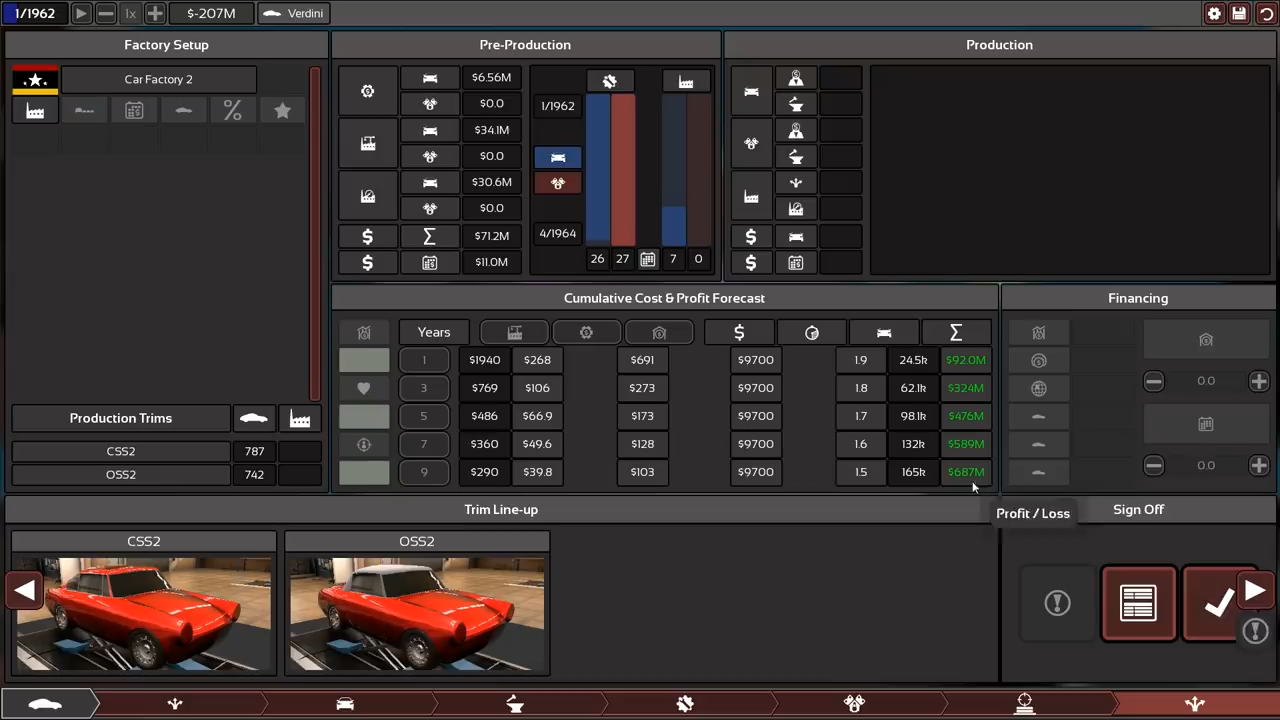 1/1962 1x $-207M Verdini
Factory Setup
Car Factory 2
%
Production Trims
CSS2 787
OSS2 742
Pre-Production
$6.56M
$0.0
$34.1M
$0.0
$30.6M
$0.0
$ Σ $71.2M
$ $11.0M
1/1962
4/1964
26 27 7 0
Production
$
$
Cumulative Cost & Profit Forecast
Years $ Σ
1 $1940 $268 $691 $9700 1.9 24.5k $92.0M
3 $769 $106 $273 $9700 1.8 62.1k $324M
5 $486 $66.9 $173 $9700 1.7 98.1k $476M
7 $360 $49.6 $128 $9700 1.6 132k $589M
9 $290 $39.8 $103 $9700 1.5 165k $687M
Financing
0.0
0.0
Trim Line-up
CSS2
OSS2
Profit / Loss
Sign Off